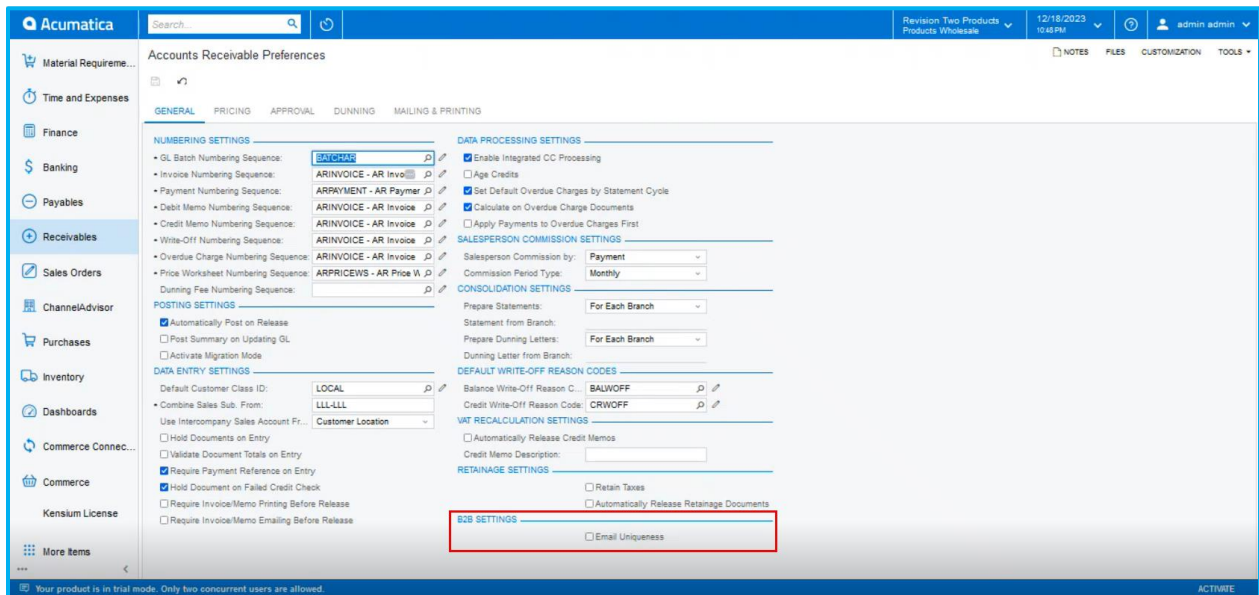 Acumatica
Search...
Revision Two Products
Products Wholesale
12/18/2023
10:45 PM
admin admin
Material Requireme...
Time and Expenses
Finance
Banking
Payables
Receivables
Sales Orders
ChannelAdvisor
Purchases
Inventory
Dashboards
Commerce Connec...
Commerce
Kensium License
More Items
Accounts Receivable Preferences
NOTES FILES CUSTOMIZATION TOOLS
GENERAL PRICING APPROVAL DUNNING MAILING & PRINTING
NUMBERING SETTINGS
GL Batch Numbering Sequence: BATCHAR
Invoice Numbering Sequence: ARINVOICE - AR Invo
Payment Numbering Sequence: ARPAYMENT - AR Paymer
Debit Memo Numbering Sequence: ARINVOICE - AR Invoice
Credit Memo Numbering Sequence: ARINVOICE - AR Invoice
Write-Off Numbering Sequence: ARINVOICE - AR Invoice
Overdue Charge Numbering Sequence: ARINVOICE - AR Invoice
Price Worksheet Numbering Sequence: ARPRICEWS - AR Price W
Dunning Fee Numbering Sequence:
POSTING SETTINGS
Automatically Post on Release
Post Summary on Updating GL
Activate Migration Mode
DATA ENTRY SETTINGS
Default Customer Class ID: LOCAL
Combine Sales Sub. From: LLL-LLL
Use Intercompany Sales Account Fr... Customer Location
Hold Documents on Entry
Validate Document Totals on Entry
Require Payment Reference on Entry
Hold Document on Failed Credit Check
Require Invoice/Memo Printing Before Release
Require Invoice/Memo Emailing Before Release
DATA PROCESSING SETTINGS
Enable Integrated CC Processing
Age Credits
Set Default Overdue Charges by Statement Cycle
Calculate on Overdue Charge Documents
Apply Payments to Overdue Charges First
SALESPERSON COMMISSION SETTINGS
Salesperson Commission by: Payment
Commission Period Type: Monthly
CONSOLIDATION SETTINGS
Prepare Statements: For Each Branch
Statement from Branch:
Prepare Dunning Letters: For Each Branch
Dunning Letter from Branch:
DEFAULT WRITE-OFF REASON CODES
Balance Write-Off Reason C... BALWOFF
Credit Write-Off Reason Code: CRWOFF
VAT RECALCULATION SETTINGS
Automatically Release Credit Memos
Credit Memo Description:
RETAINAGE SETTINGS
Retain Taxes
Automatically Release Retainage Documents
B2B SETTINGS
Email Uniqueness
Your product is in trial mode. Only two concurrent users are allowed.
ACTIVATE